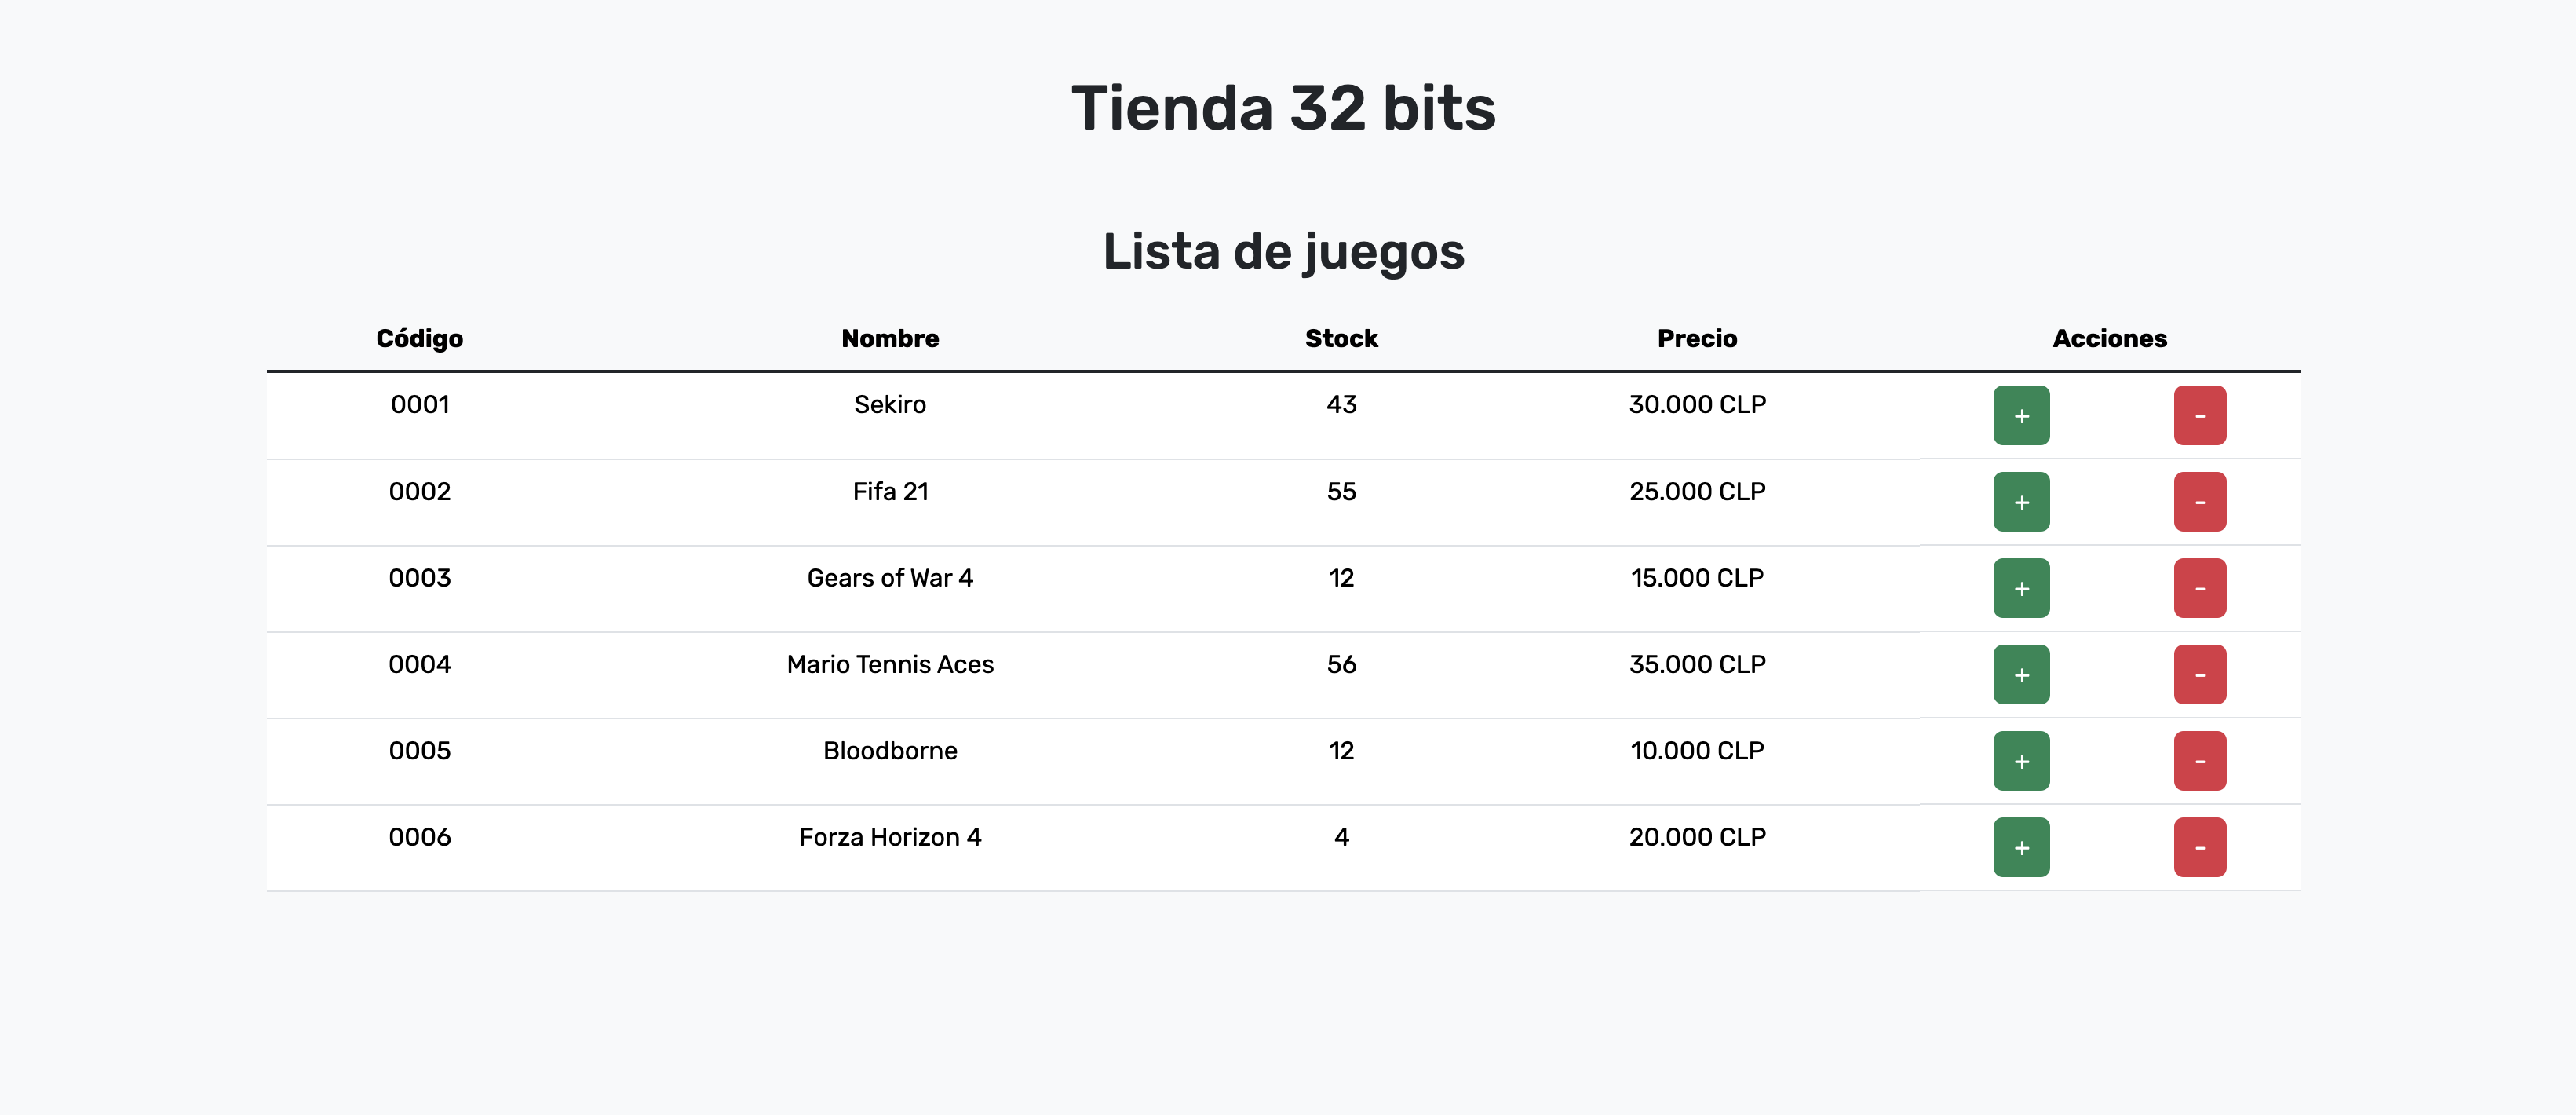 Tienda 32 bits
Lista de juegos
Código Nombre Stock Precio Acciones
0001 Sekiro 43 30.000 CLP + -
0002 Fifa 21 55 25.000 CLP + -
0003 Gears of War 4 12 15.000 CLP + -
0004 Mario Tennis Aces 56 35.000 CLP + -
0005 Bloodborne 12 10.000 CLP + -
0006 Forza Horizon 4 4 20.000 CLP + -